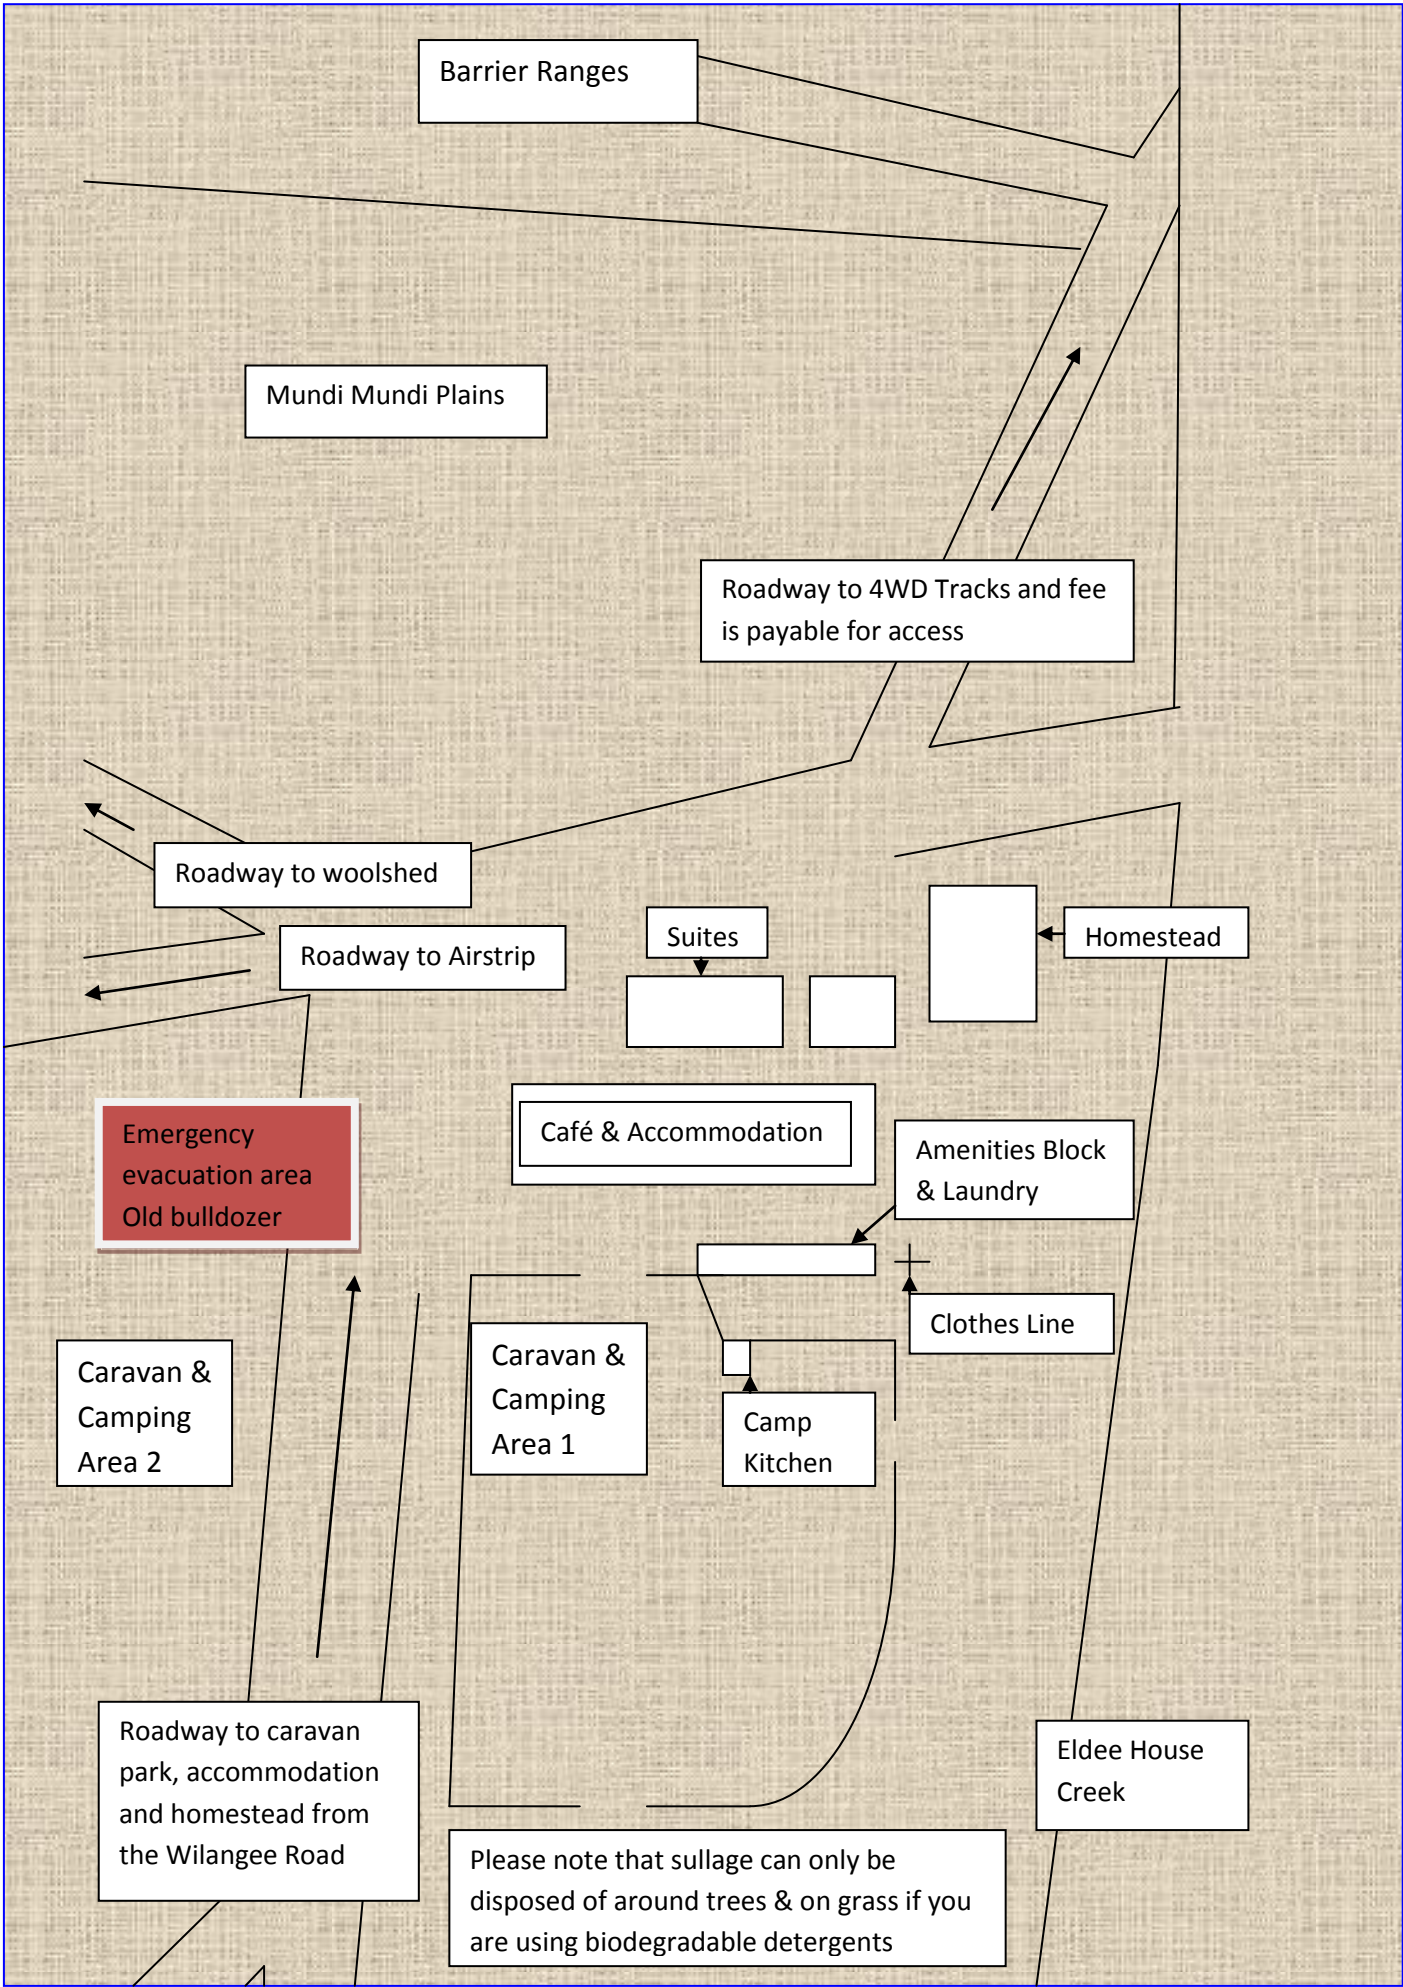 Barrier Ranges
Mundi Mundi Plains
Roadway to 4WD Tracks and fee
is payable for access
Roadway to woolshed
Roadway to Airstrip
Suites
Homestead
Emergency
evacuation area
Old bulldozer
Café & Accommodation
Amenities Block
& Laundry
Clothes Line
Caravan &
Camping
Area 2
Caravan &
Camping
Area 1
Camp
Kitchen
Roadway to caravan
park, accommodation
and homestead from
the Wilangee Road
Eldee House
Creek
Please note that sullage can only be
disposed of around trees & on grass if you
are using biodegradable detergents